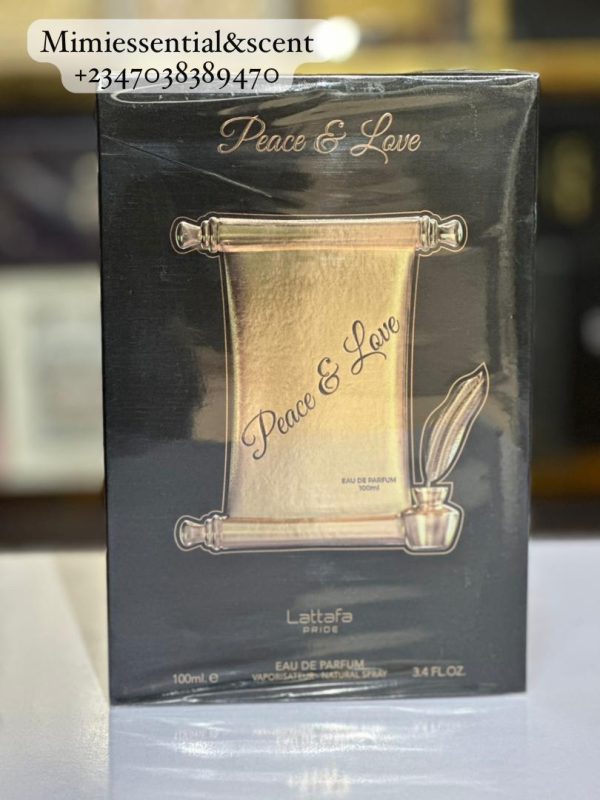 Mimiessential&scent
+2347038389470
Peace & Love
Peace & Love
EAU DE PARFUM
100ml
Lattafa
PRIDE
100ml. e
EAU DE PARFUM
VAPORISATEUR - NATURAL SPRAY
3.4 FL.OZ.